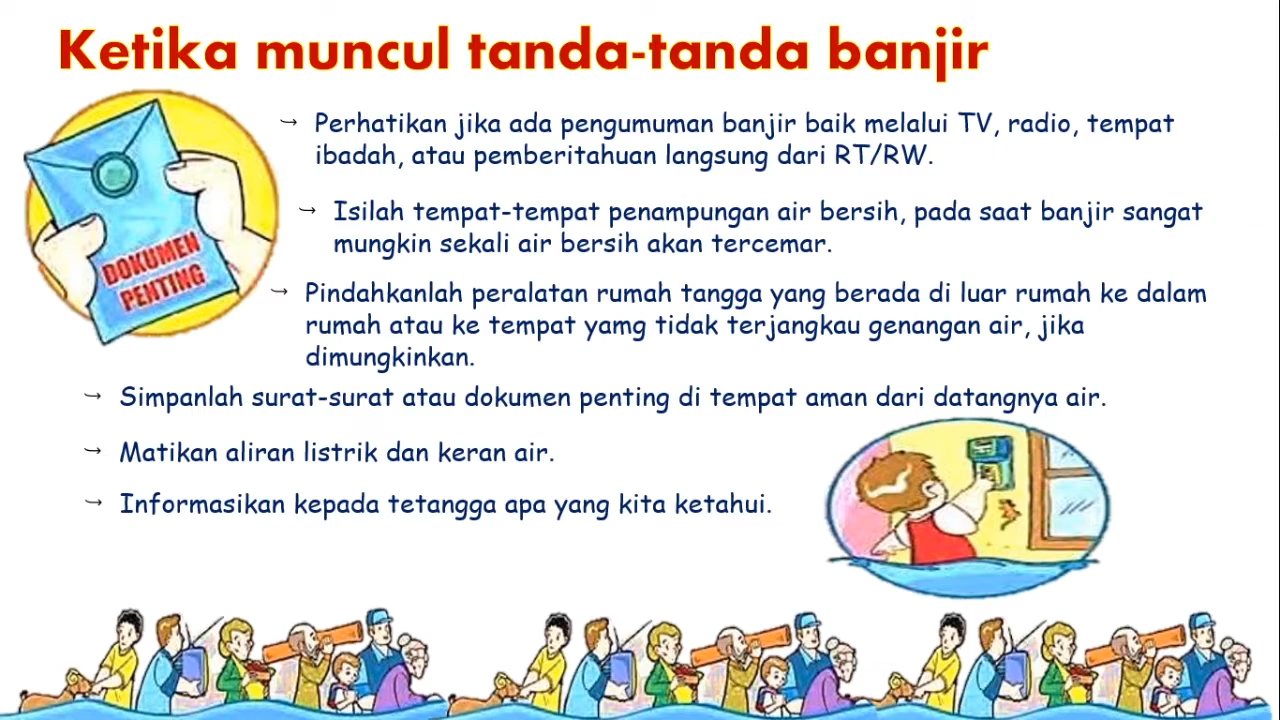 Ketika muncul tanda-tanda banjir
DOKUMEN
PENTING
Perhatikan jika ada pengumuman banjir baik melalui TV, radio, tempat
ibadah, atau pemberitahuan langsung dari RT/RW.
Isilah tempat-tempat penampungan air bersih, pada saat banjir sangat
mungkin sekali air bersih akan tercemar.
Pindahkanlah peralatan rumah tangga yang berada di luar rumah ke dalam
rumah atau ke tempat yamg tidak terjangkau genangan air, jika
dimungkinkan.
Simpanlah surat-surat atau dokumen penting di tempat aman dari datangnya air.
Matikan aliran listrik dan keran air.
Informasikan kepada tetangga apa yang kita ketahui.